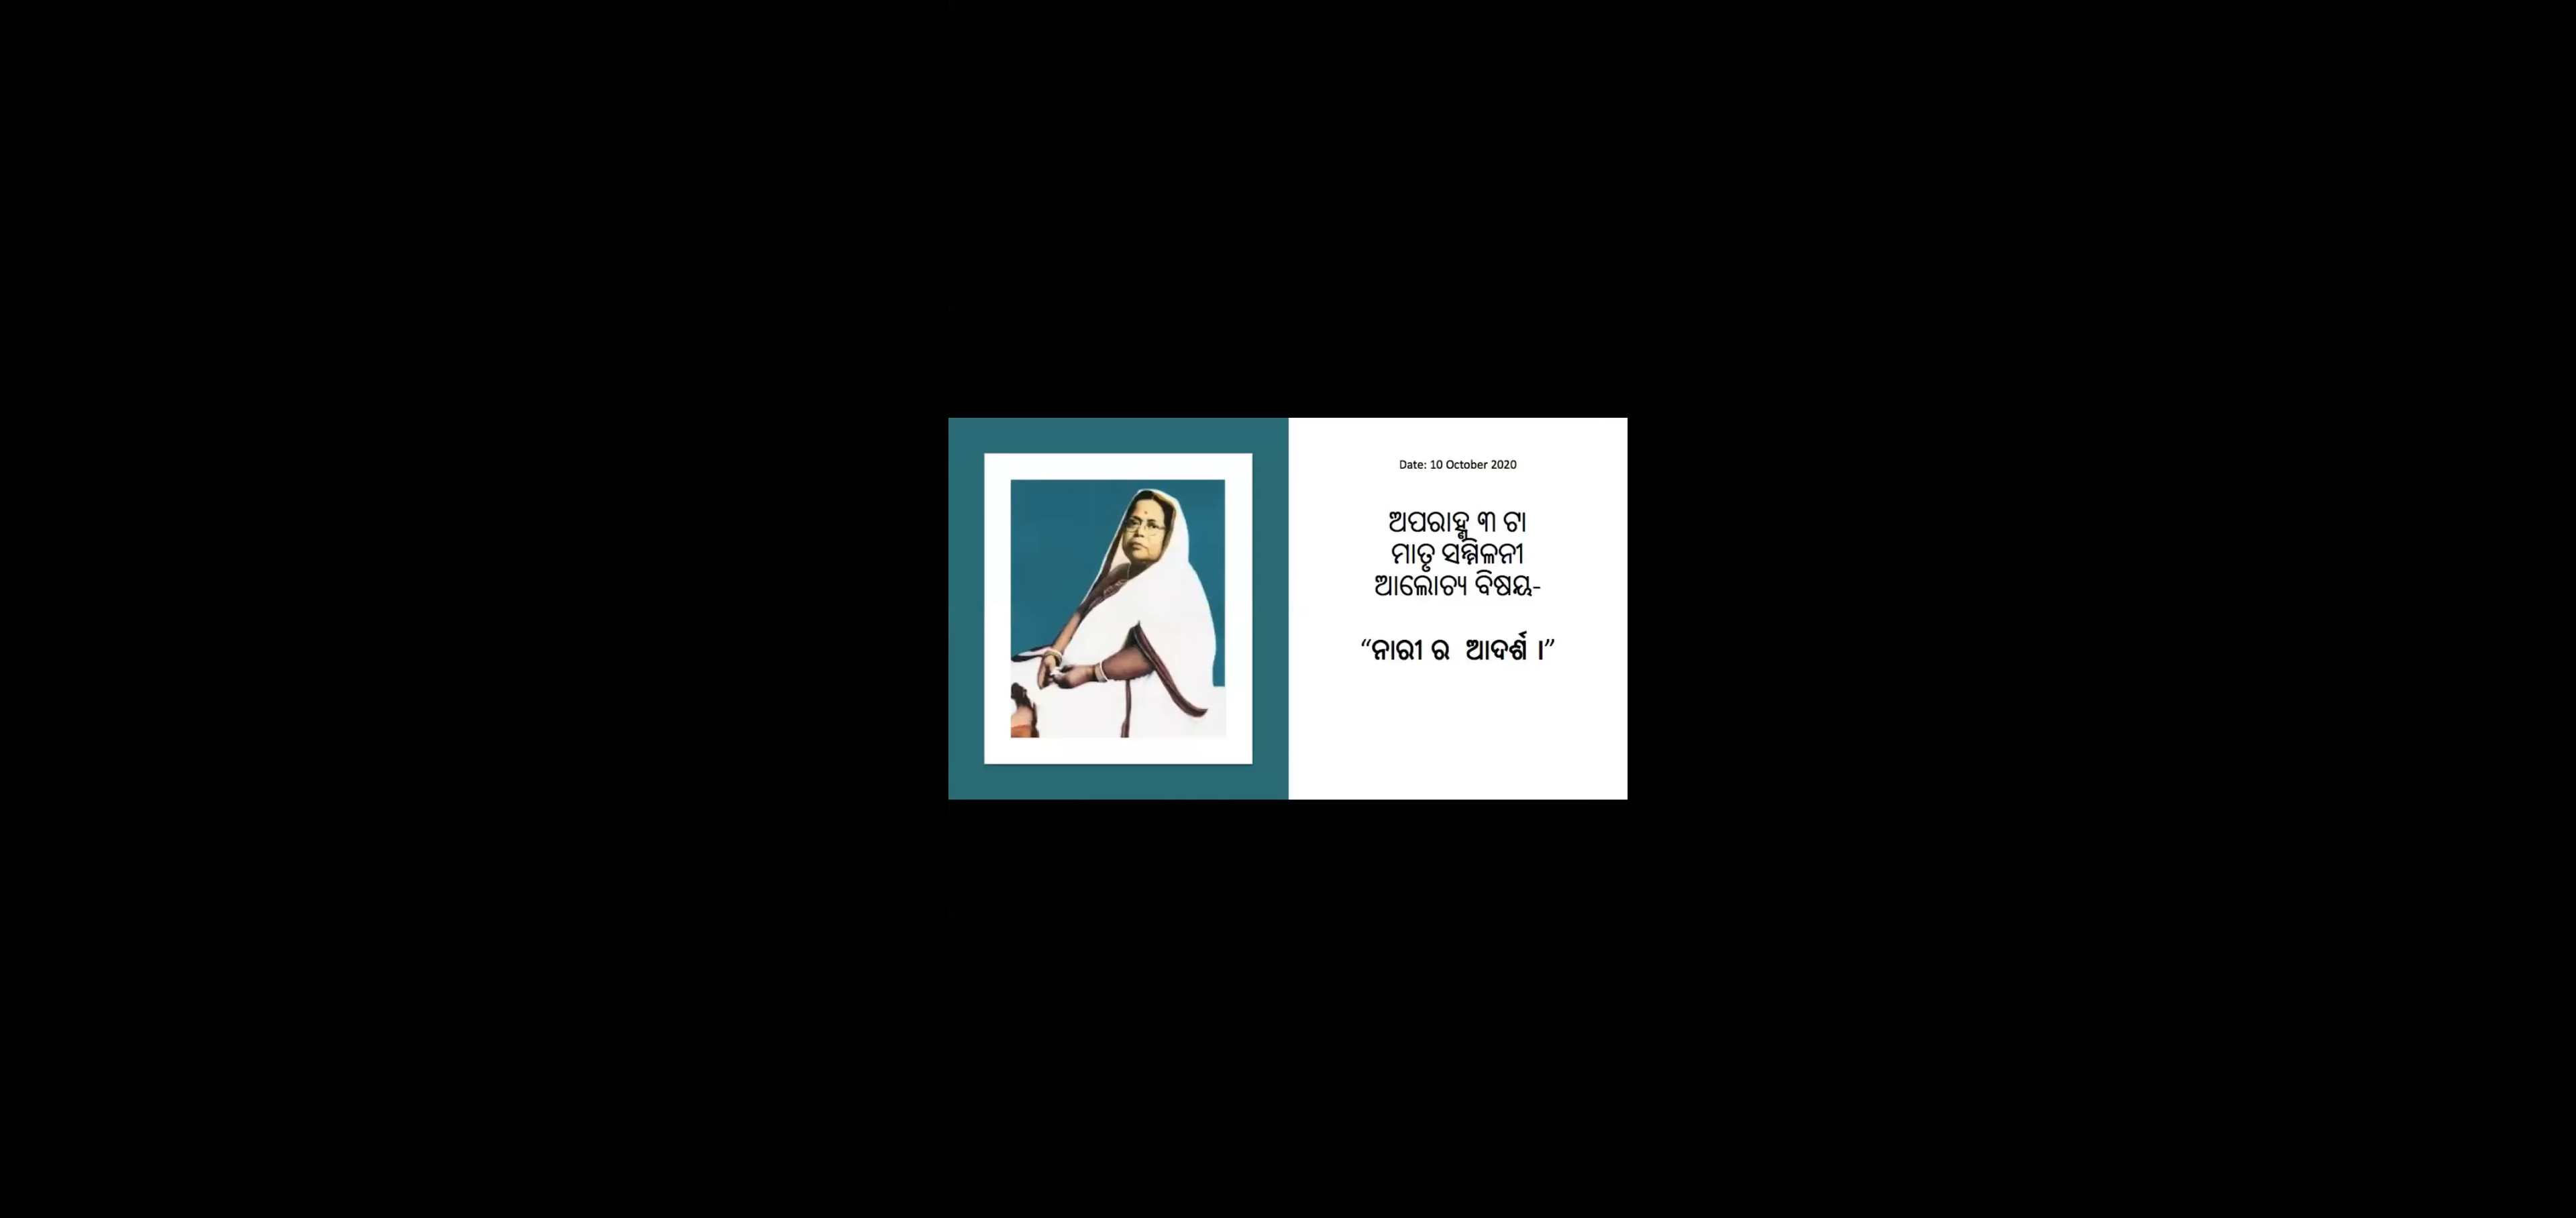 Date: 10 October 2020
ଅପରାହ୍ଣ ୩ ଟା
ମାତୃ ସମ୍ମିଳନୀ
ଆଲୋଚ୍ୟ ବିଷୟ-
“ନାରୀ ର ଆଦର୍ଶ ।”